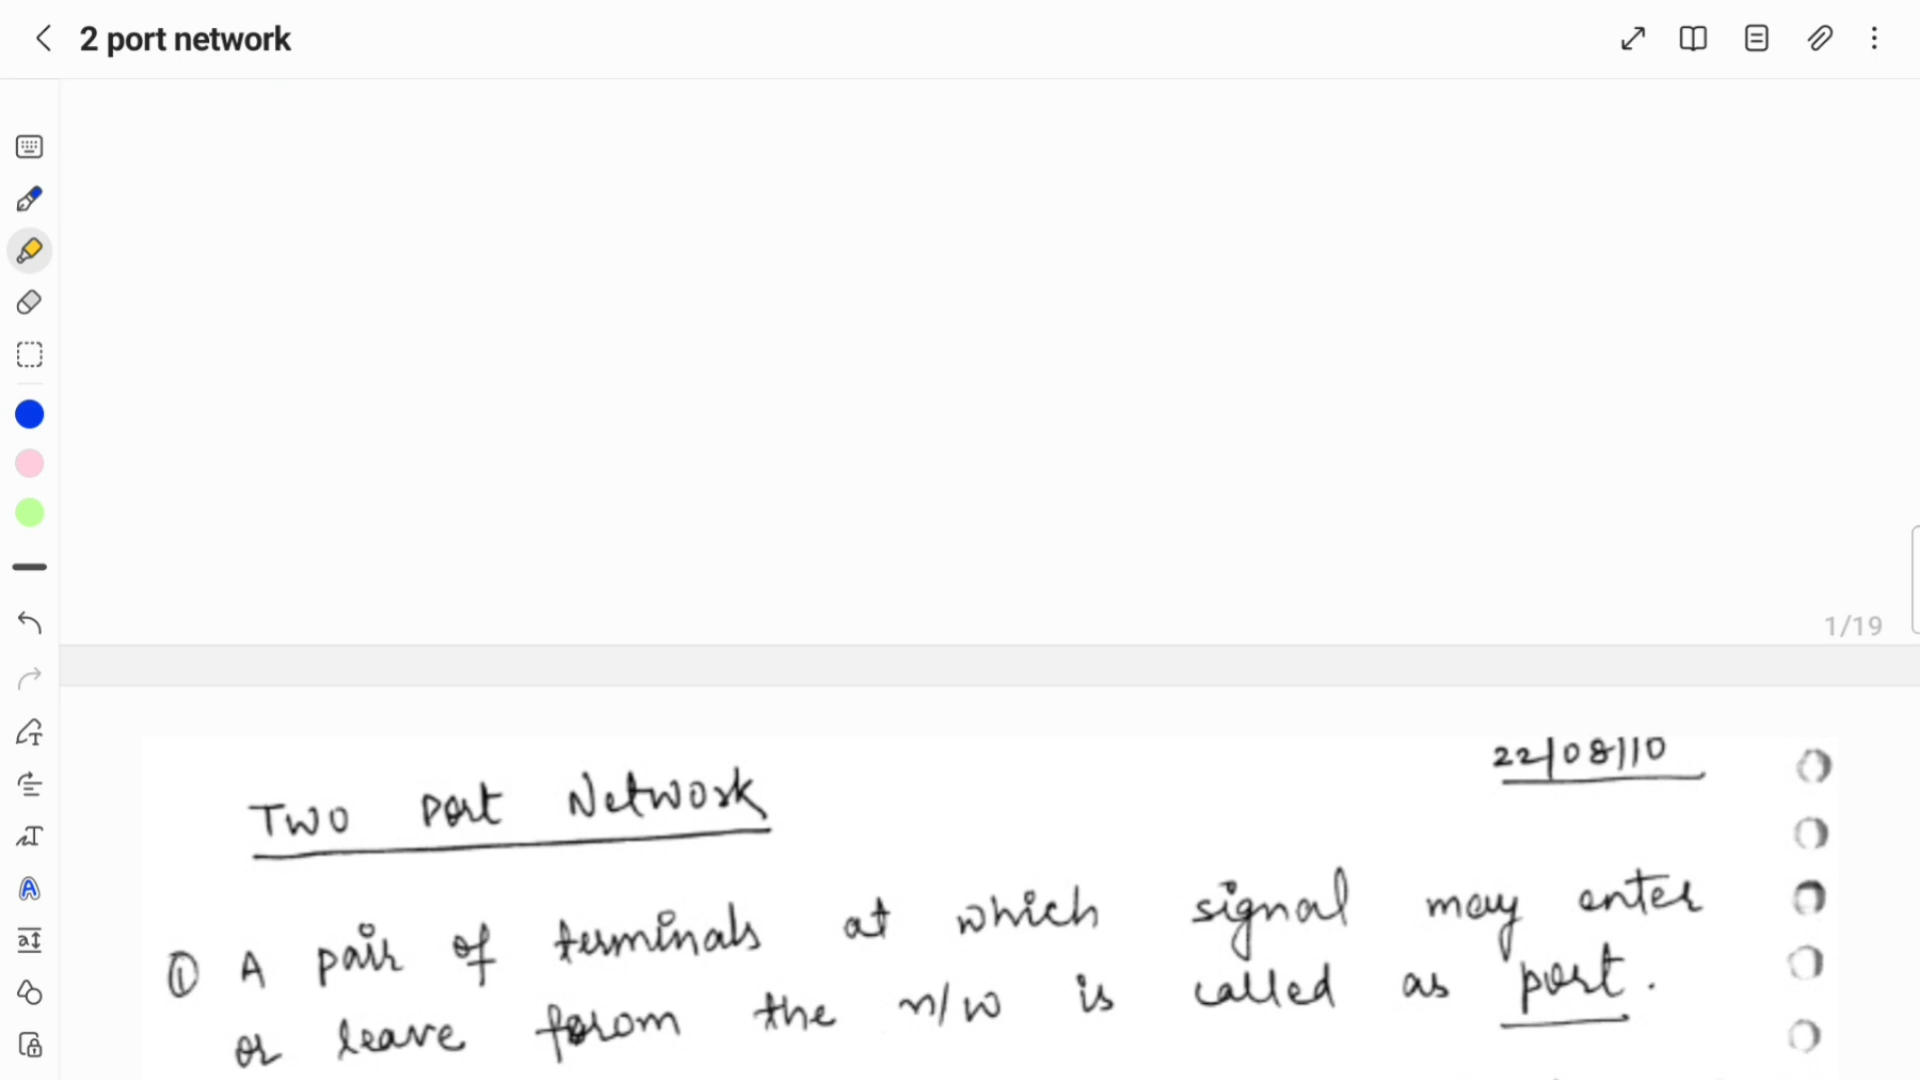 2 port network
1/19
22/08/10
Two Port Network
① A pair of terminals at which signal may enter
or leave from the n/w is called as port.